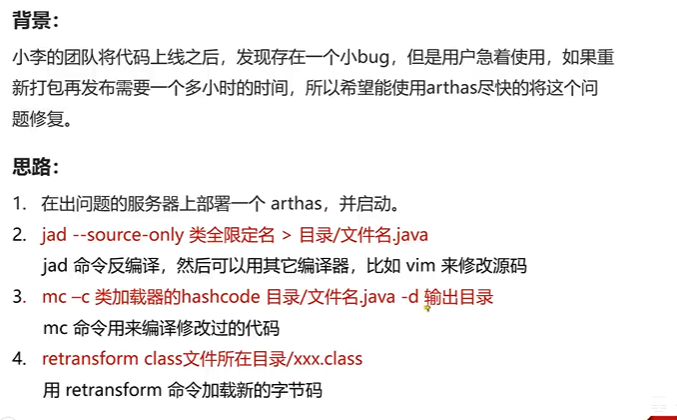 背景：
小李的团队将代码上线之后，发现存在一个小bug，但是用户急着使用，如果重
新打包再发布需要一个多小时的时间，所以希望能使用arthas尽快的将这个问
题修复。
思路：
1. 在出问题的服务器上部署一个 arthas，并启动。
2. jad --source-only 类全限定名 > 目录/文件名.java
jad 命令反编译，然后可以用其它编译器，比如 vim 来修改源码
3. mc –c 类加载器的hashcode 目录/文件名.java -d 输出目录
mc 命令用来编译修改过的代码
4. retransform class文件所在目录/xxx.class
用 retransform 命令加载新的字节码